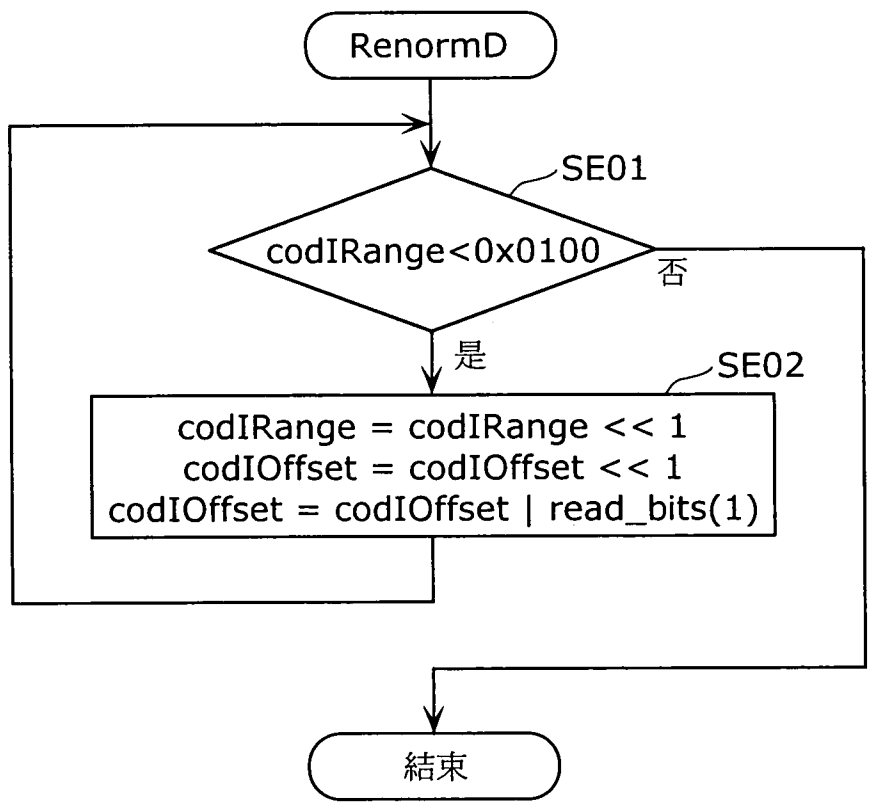 RenormD
SE01
codIRange<0x0100
否
是
SE02
codIRange = codIRange << 1
codIOffset = codIOffset << 1
codIOffset = codIOffset | read_bits(1)
結束